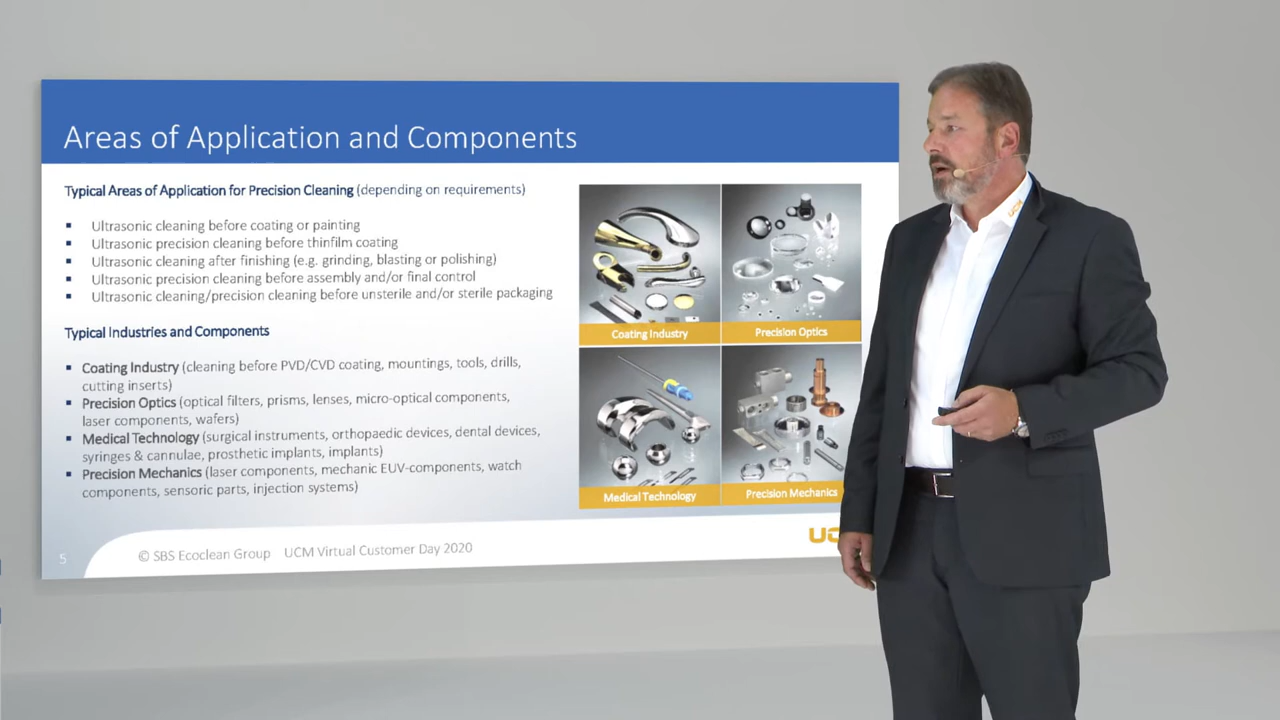 Areas of Application and Components
Typical Areas of Application for Precision Cleaning (depending on requirements)
▪ Ultrasonic cleaning before coating or painting
▪ Ultrasonic precision cleaning before thinfilm coating
▪ Ultrasonic cleaning after finishing (e.g. grinding, blasting or polishing)
▪ Ultrasonic precision cleaning before assembly and/or final control
▪ Ultrasonic cleaning/precision cleaning before unsterile and/or sterile packaging
Typical Industries and Components
▪ Coating Industry (cleaning before PVD/CVD coating, mountings, tools, drills,
cutting inserts)
▪ Precision Optics (optical filters, prisms, lenses, micro-optical components,
laser components, wafers)
▪ Medical Technology (surgical instruments, orthopaedic devices, dental devices,
syringes & cannulae, prosthetic implants, implants)
▪ Precision Mechanics (laser components, mechanic EUV-components, watch
components, sensoric parts, injection systems)
Coating Industry
Precision Optics
Medical Technology
Precision Mechanics
5
© SBS Ecoclean Group UCM Virtual Customer Day 2020
UC
UCM